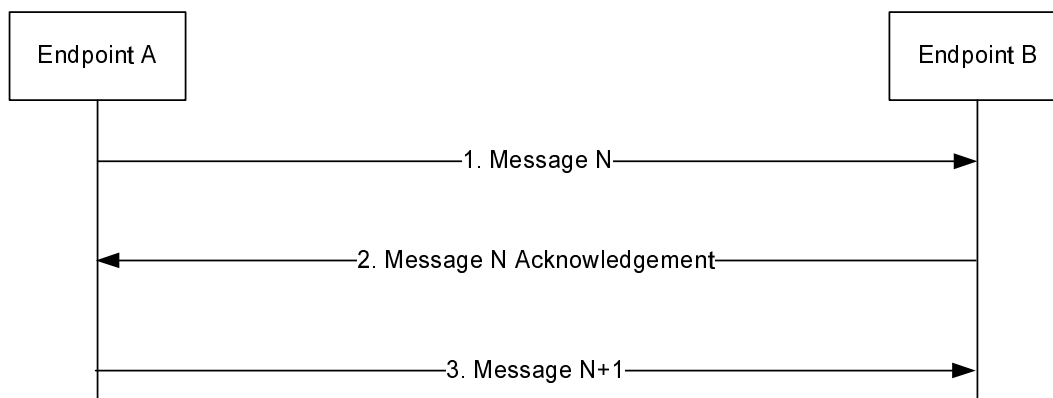 Endpoint A
Endpoint B
1. Message N
2. Message N Acknowledgement
3. Message N+1